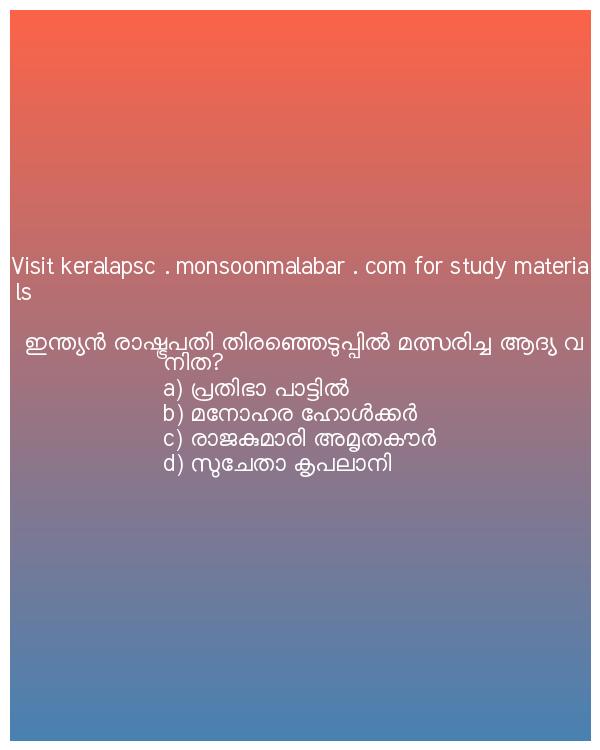 Visit keralapsc . monsoonmalabar . com for study materia
ls
ഇന്ത്യൻ രാഷ്ട്രപതി തിരഞ്ഞെടുപ്പിൽ മത്സരിച്ച ആദ്യ വ
നിത?
a) പ്രതിഭാ പാട്ടിൽ
b) മനോഹര ഹോൾക്കർ
c) രാജകുമാരി അമൃതകൗർ
d) സുചേതാ കൃപലാനി